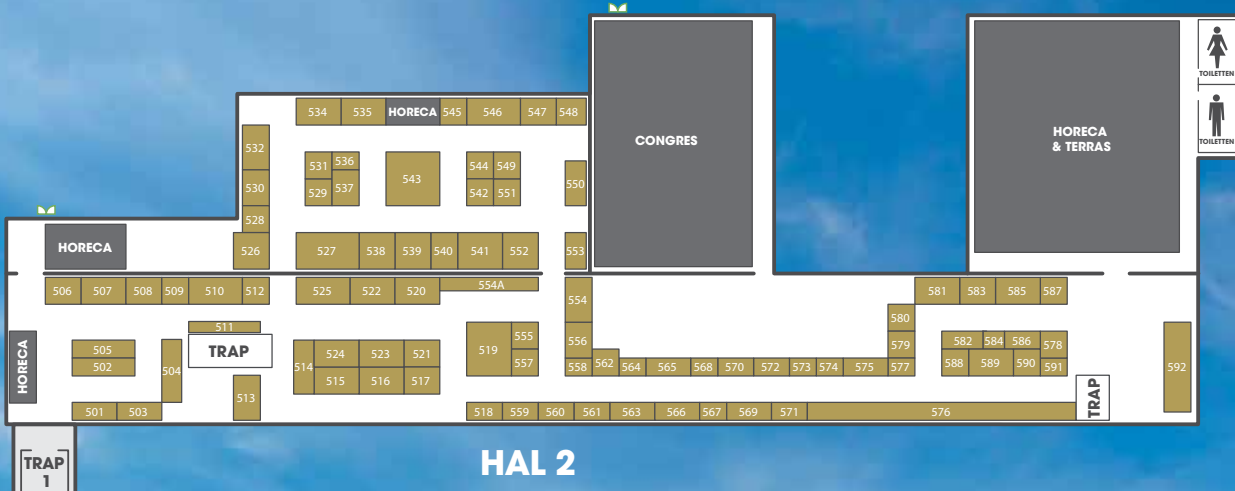 TOILETTEN
TOILETTEN
CONGRES
HORECA
& TERRAS
534 535 HORECA 545 546 547 548
532
531 536 543 544 549
530 529 537 542 551 550
528
526 527 538 539 540 541 552 553
HORECA
506 507 508 509 510 512 525 522 520 554A 554 581 583 585 587
511 580
HORECA
505 TRAP 524 523 521 519 555 556 579 582 584 586 578
502 504 514 515 516 517 557 558 562 564 565 568 570 572 573 574 575 577 588 589 590 591 592
501 503 513 518 559 560 561 563 566 567 569 571 576 TRAP
TRAP
1
HAL 2